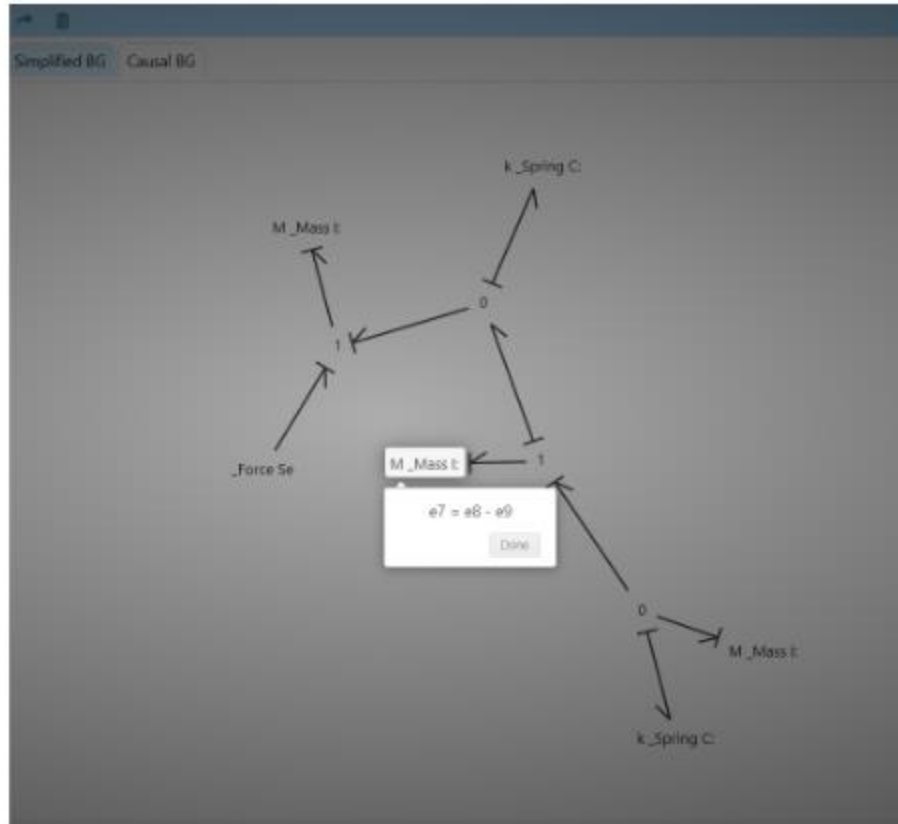 Simplified BG
Causal BG
k _Spring C:
M _Mass I:
0
1
_Force Se
M _Mass I:
1
e7 = e8 - e9
Done
0
M _Mass I:
k _Spring C: